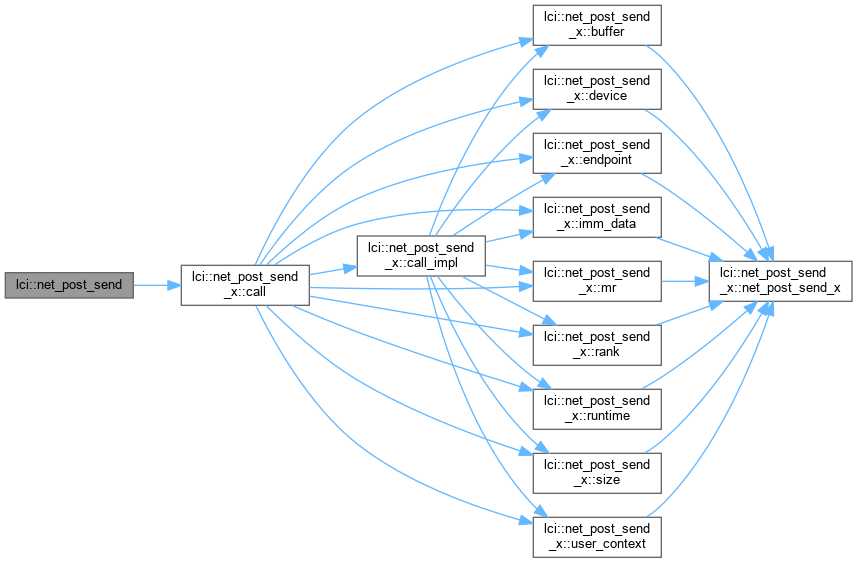 lci::net_post_send
lci::net_post_send
_x::call
lci::net_post_send
_x::call_impl
lci::net_post_send
_x::buffer
lci::net_post_send
_x::device
lci::net_post_send
_x::endpoint
lci::net_post_send
_x::imm_data
lci::net_post_send
_x::mr
lci::net_post_send
_x::rank
lci::net_post_send
_x::runtime
lci::net_post_send
_x::size
lci::net_post_send
_x::user_context
lci::net_post_send
_x::net_post_send_x